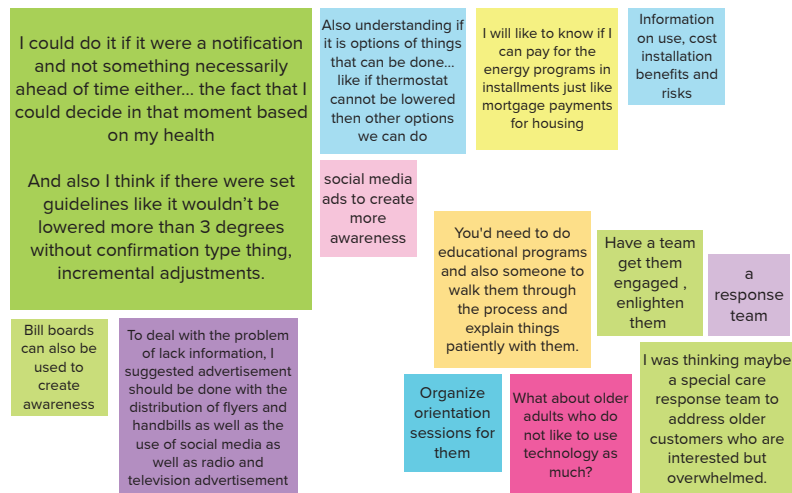 I could do it if it were a notification
and not something necessarily
ahead of time either... the fact that I
could decide in that moment based
on my health
And also I think if there were set
guidelines like it wouldn't be
lowered more than 3 degrees
without confirmation type thing,
incremental adjustments.
Also understanding if
it is options of things
that can be done...
like if thermostat
cannot be lowered
then other options
we can do
I will like to know if I
can pay for the
energy programs in
installments just like
mortgage payments
for housing
Information
on use, cost
installation
benefits and
risks
social media
ads to create
more
awareness
You'd need to do
educational programs
and also someone to
walk them through
the process and
explain things
patiently with them.
Have a team
get them
engaged ,
enlighten
them
a
response
team
Bill boards
can also be
used to
create
awareness
To deal with the problem
of lack information, I
suggested advertisement
should be done with the
distribution of flyers and
handbills as well as the
use of social media as
well as radio and
television advertisement
Organize
orientation
sessions for
them
What about older
adults who do
not like to use
technology as
much?
I was thinking maybe
a special care
response team to
address older
customers who are
interested but
overwhelmed.